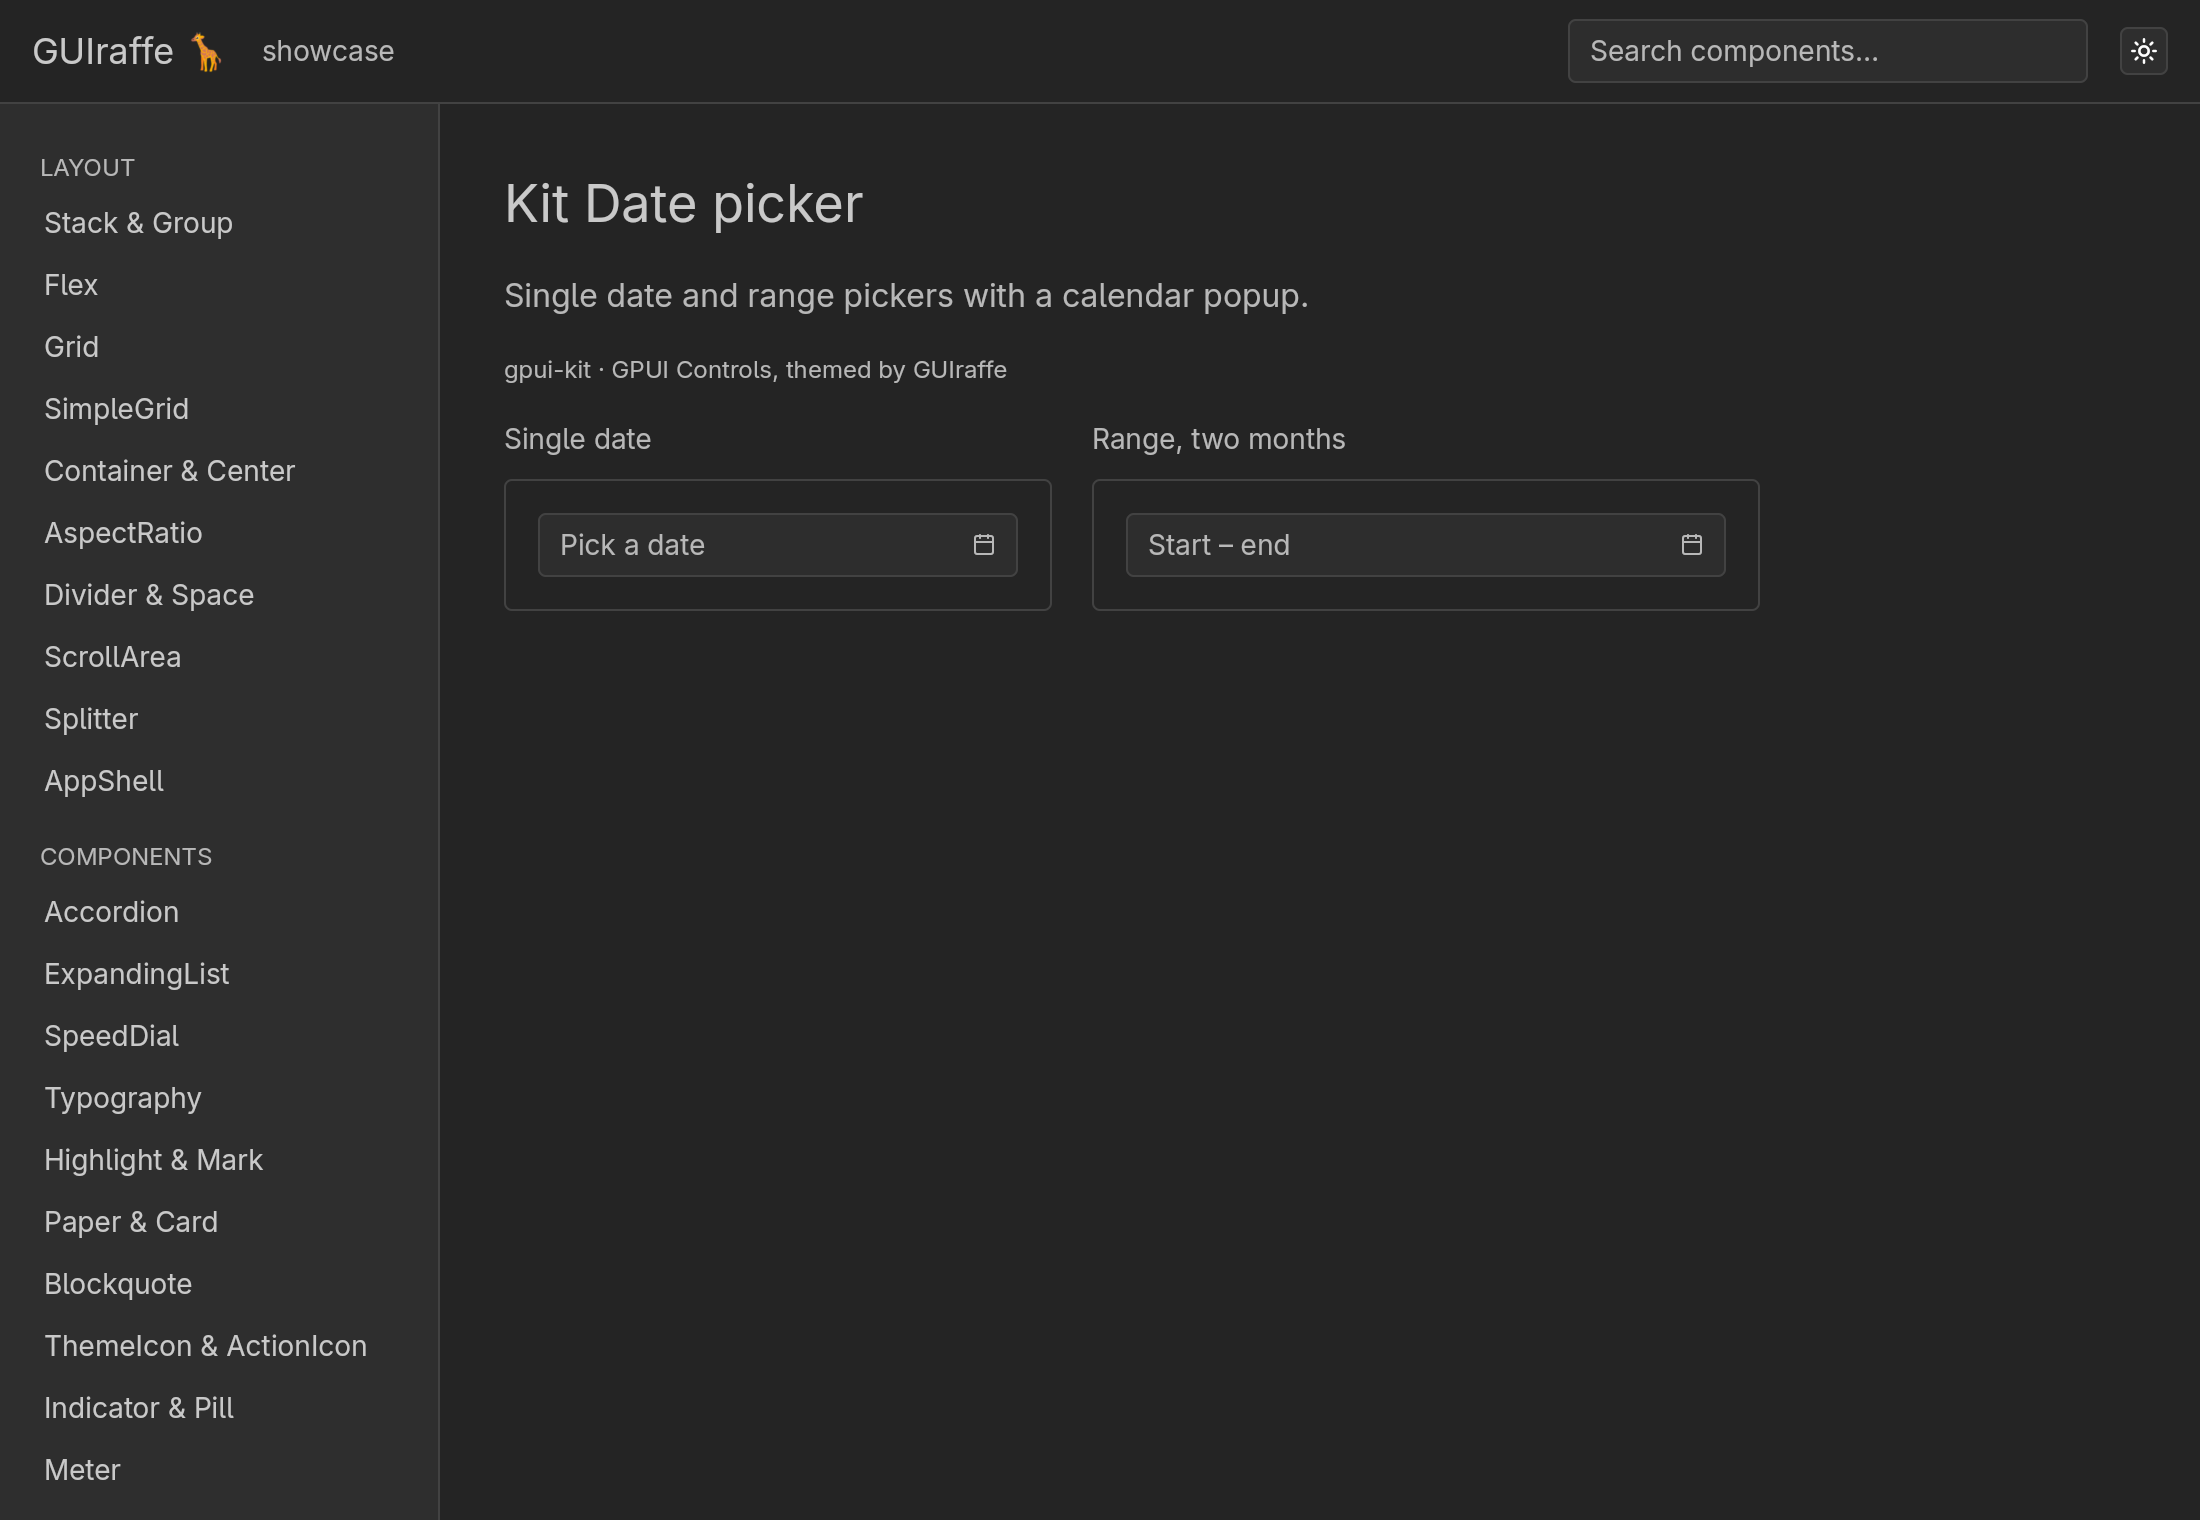 GUIraffe 🦒 showcase
Search components...
LAYOUT
Stack & Group
Flex
Grid
SimpleGrid
Container & Center
AspectRatio
Divider & Space
ScrollArea
Splitter
AppShell
COMPONENTS
Accordion
ExpandingList
SpeedDial
Typography
Highlight & Mark
Paper & Card
Blockquote
ThemeIcon & ActionIcon
Indicator & Pill
Meter
Kit Date picker
Single date and range pickers with a calendar popup.
gpui-kit · GPUI Controls, themed by GUIraffe
Single date
Pick a date
Range, two months
Start – end